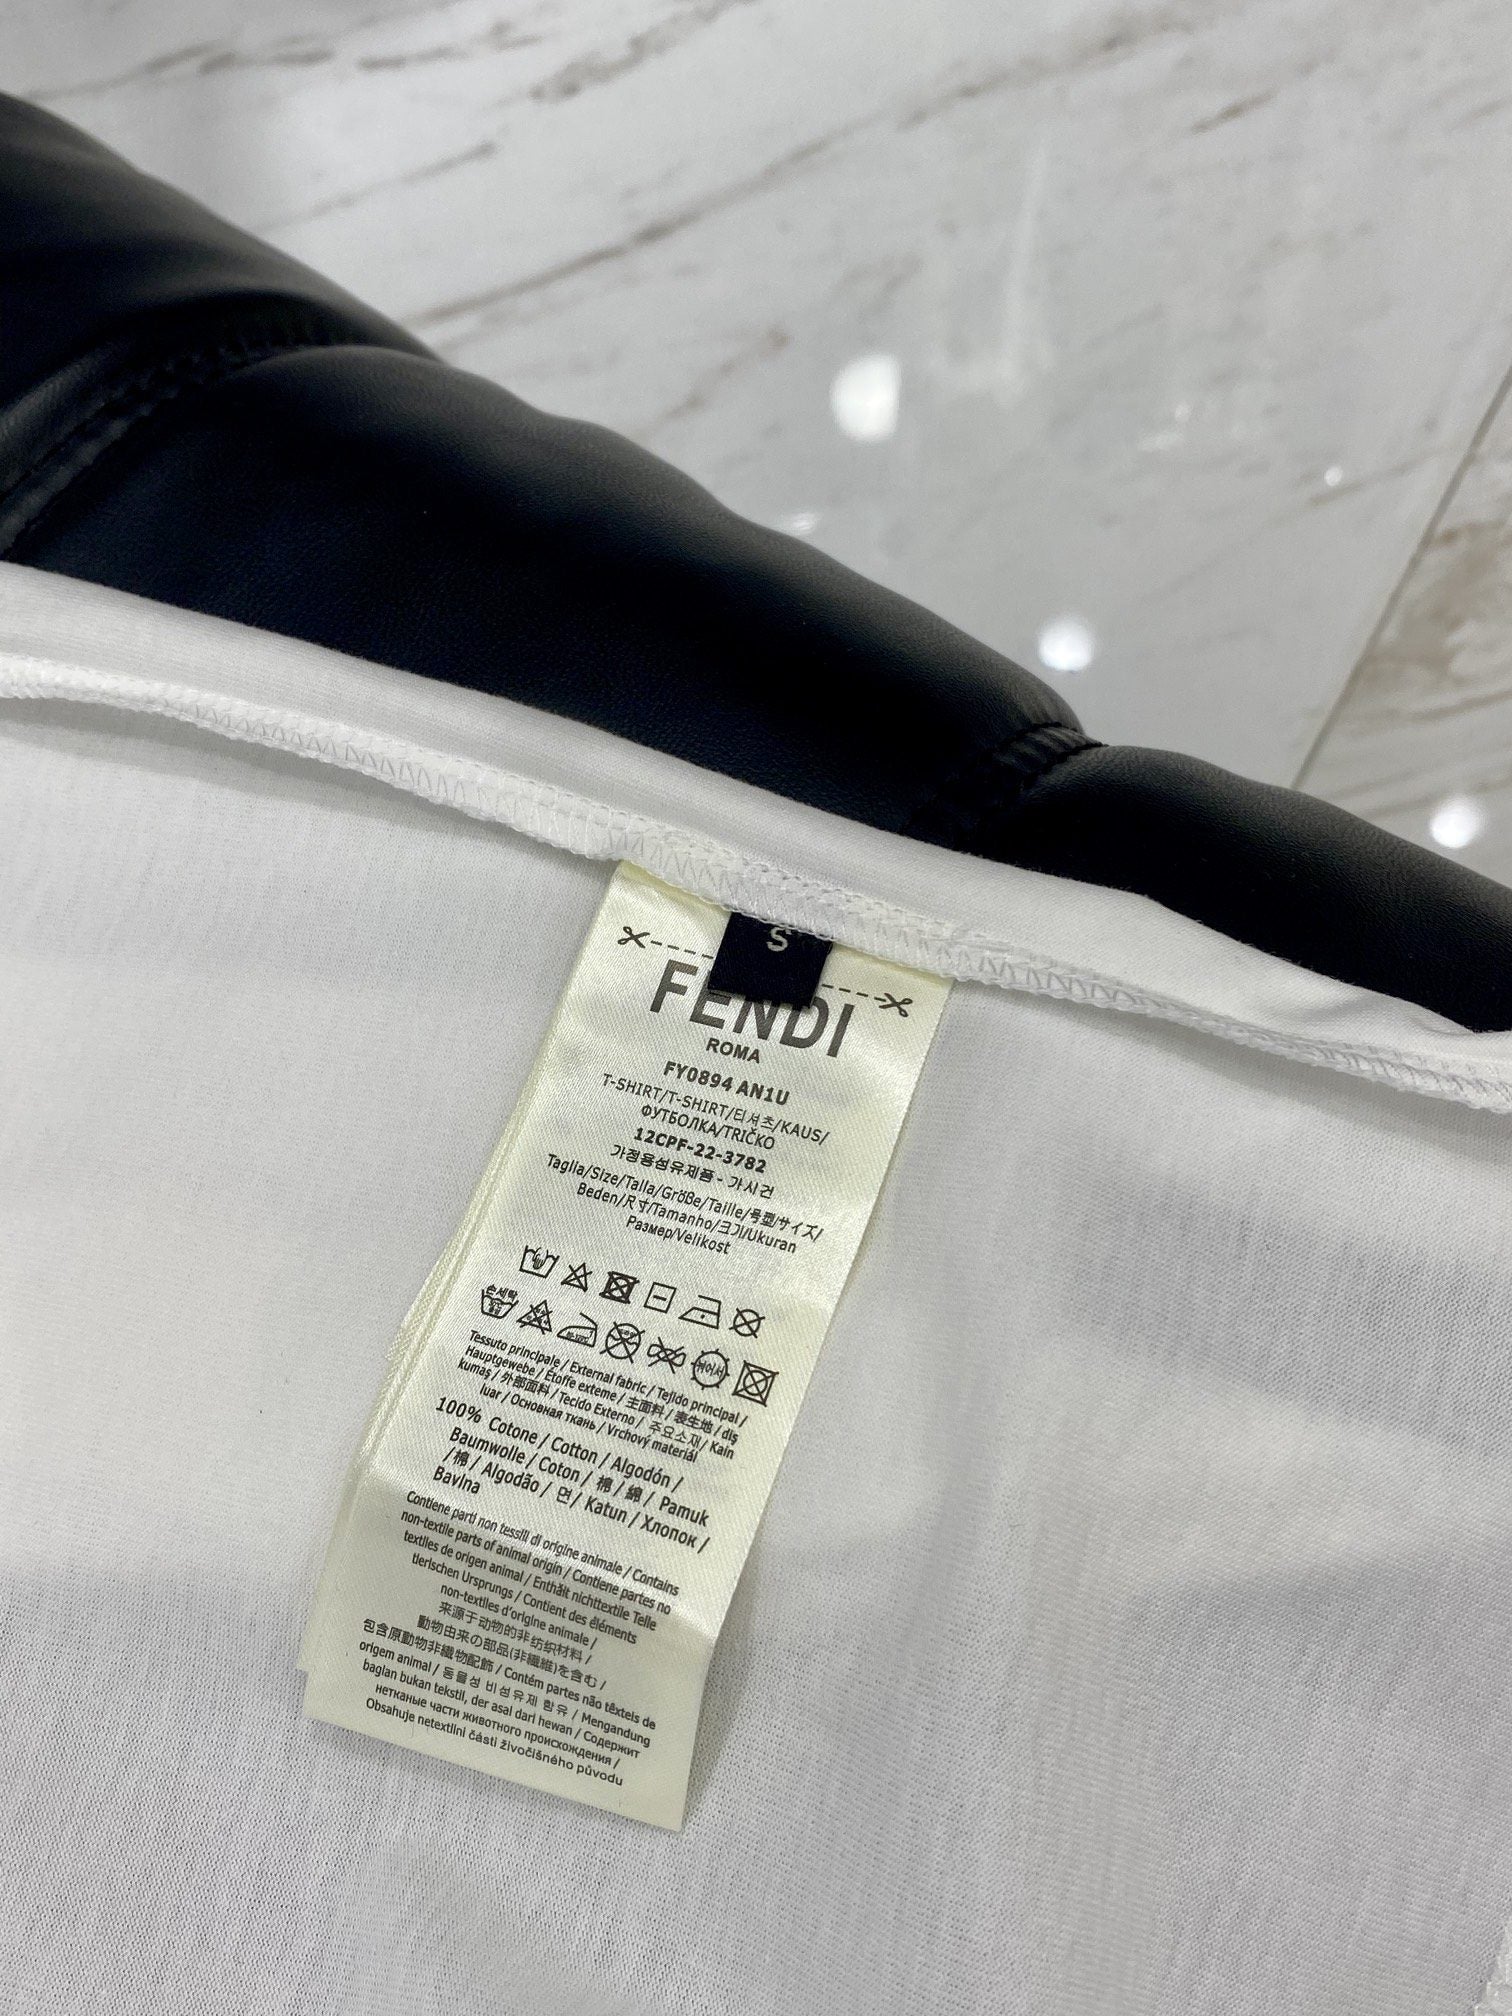 S
FENDI
ROMA
FY0894 AN1U
T-SHIRT/T-SHIRT/티셔츠/KAUS/
ФУТБОЛКА/TRIČKO
12CPF-22-3782
가정용섬유제품 - 가시건
Taglia/Size/Talla/Größe/Taille/号型/サイズ/
Beden/尺寸/Tamanho/크기/Ukuran
Размер/Velikost
손세탁
Tessuto principale / External fabric / Tejido principal /
Hauptgewebe / Étoffe exteme / 主面料 / 表生地 / diş
kumaş / 外部面料 / Tecido Externo / 주요소재 / Kain
luar / Основная ткань / Vrchový materiál
100% Cotone / Cotton / Algodón /
Baumwolle / Coton / 棉 / 綿 / Pamuk
/ 棉 / Algodão / 면 / Katun / Хлопок /
Bavlna
Contiene parti non tessili di origine animale / Contains
non-textile parts of animal origin / Contiene partes no
textiles de origen animal / Enthält nichttextile Teile
tierischen Ursprungs / Contient des éléments
non-textiles d'origine animale /
来源于动物的非纺织材料 /
動物由来の部品(非繊維)を含む /
包含原動物非纖物配飾 / Contém partes não têxteis de
origem animal / 동물성 비섬유제 함유 / Mengandung
baglan bukan tekstil, der asal dari hewan / Содержит
нетканые части животного происхождения /
Obsahuje netextilní části živočišného původu